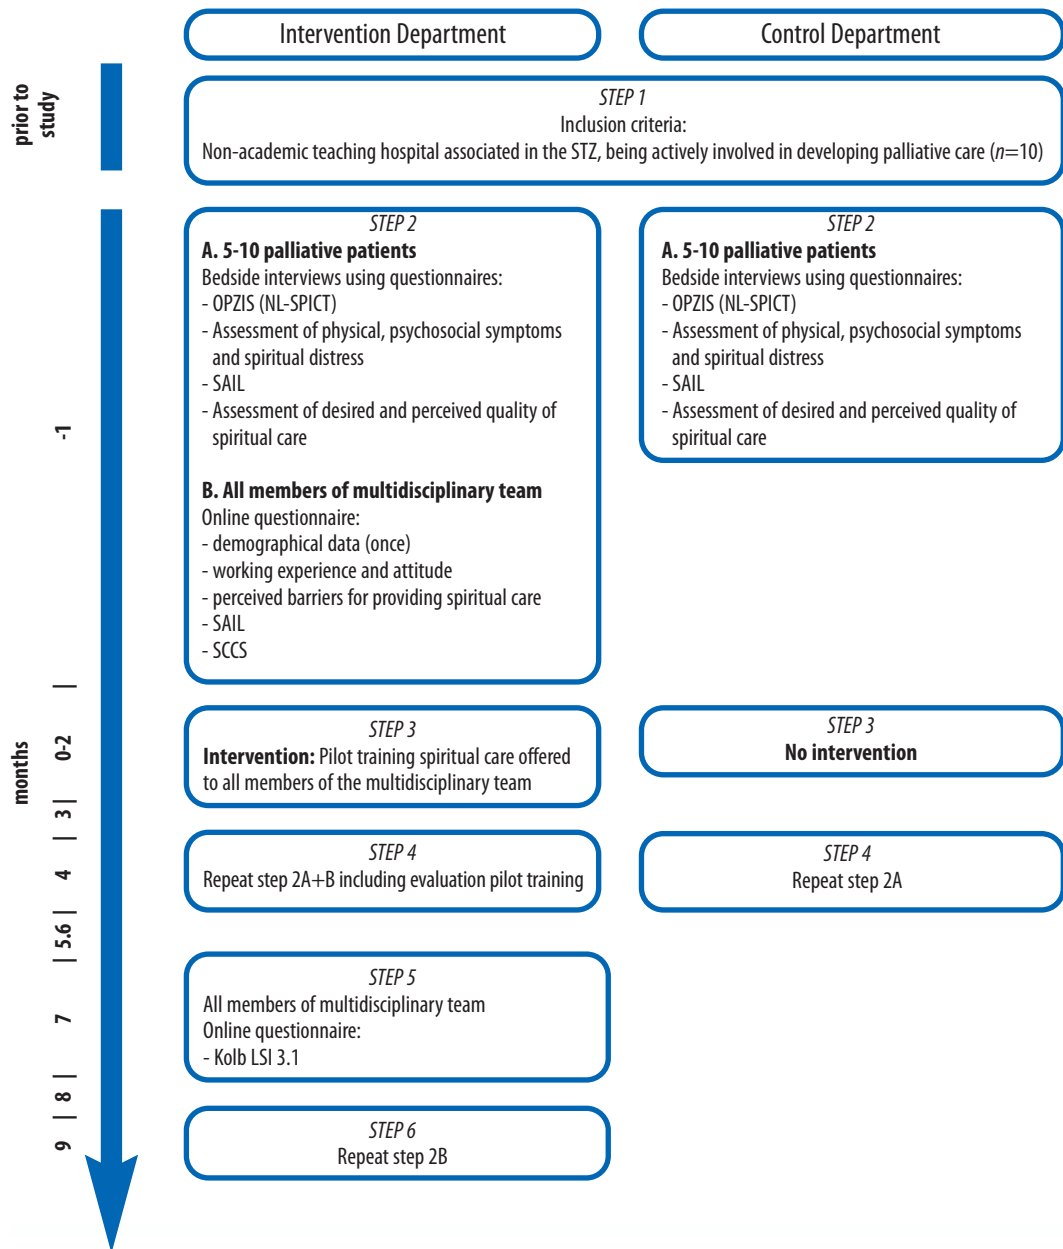 Intervention Department
Control Department
prior to
study
STEP 1
Inclusion criteria:
Non-academic teaching hospital associated in the STZ, being actively involved in developing palliative care (n=10)
months
-1
STEP 2
A. 5-10 palliative patients
Bedside interviews using questionnaires:
- OPZIS (NL-SPICT)
- Assessment of physical, psychosocial symptoms
and spiritual distress
- SAIL
- Assessment of desired and perceived quality of
spiritual care
B. All members of multidisciplinary team
Online questionnaire:
- demographical data (once)
- working experience and attitude
- perceived barriers for providing spiritual care
- SAIL
- SCCS
STEP 2
A. 5-10 palliative patients
Bedside interviews using questionnaires:
- OPZIS (NL-SPICT)
- Assessment of physical, psychosocial symptoms
and spiritual distress
- SAIL
- Assessment of desired and perceived quality of
spiritual care
0-2
STEP 3
Intervention: Pilot training spiritual care offered
to all members of the multidisciplinary team
STEP 3
No intervention
3
4
STEP 4
Repeat step 2A+B including evaluation pilot training
STEP 4
Repeat step 2A
5.6
7
STEP 5
All members of multidisciplinary team
Online questionnaire:
- Kolb LSI 3.1
8
9
STEP 6
Repeat step 2B